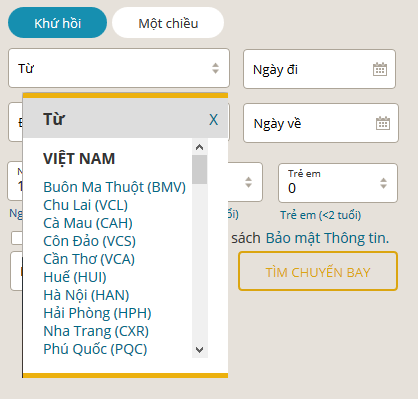 Khứ hồi
Một chiều
Từ
Ngày đi
Từ
X
Ngày về
VIỆT NAM
Buôn Ma Thuột (BMV)
Chu Lai (VCL)
Cà Mau (CAH)
Côn Đảo (VCS)
Cần Thơ (VCA)
Huế (HUI)
Hà Nội (HAN)
Hải Phòng (HPH)
Nha Trang (CXR)
Phú Quốc (PQC)
Trẻ em
0
Trẻ em (<2 tuổi)
sách Bảo mật Thông tin.
TÌM CHUYẾN BAY